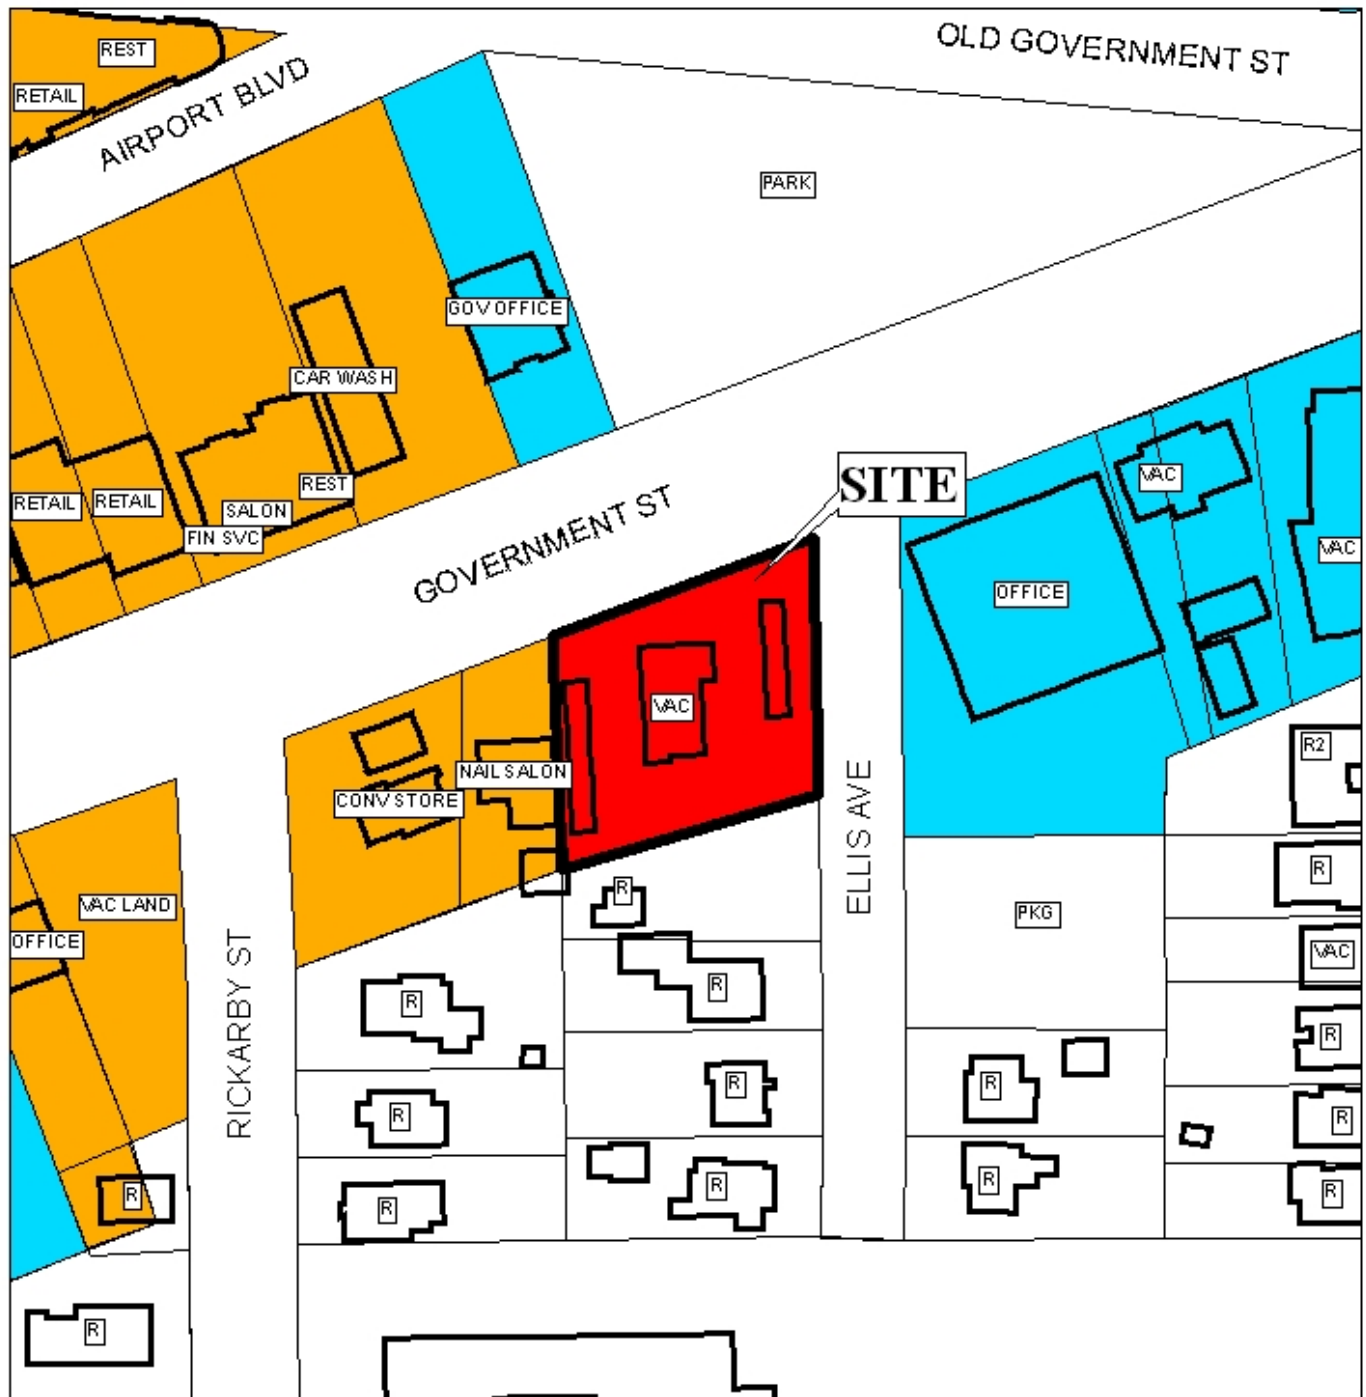 OLD GOVERNMENT ST
REST
RETAIL
AIRPORT BLVD
PARK
GOV OFFICE
CAR WASH
SITE
VAC
REST
RETAIL
RETAIL
SALON
FIN SVC
GOVERNMENT ST
VAC
OFFICE
VAC
R2
NAIL SALON
CONV STORE
ELLIS AVE
R
R
VAC LAND
PKG
OFFICE
VAC
RICKARBY ST
R
R
R
R
R
R
R
R
R
R
R
R
R
R